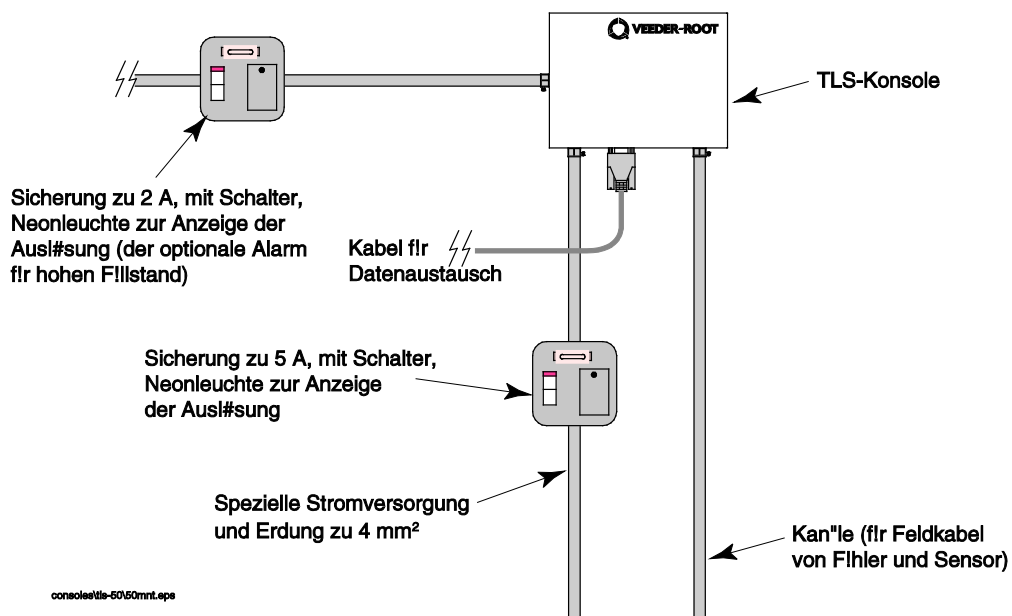 VEEDER-ROOT
TLS-Konsole
Sicherung zu 2 A, mit Schalter,
Neonleuchte zur Anzeige der
Ausl#sung (der optionale Alarm
f!r hohen F!llstand)
Kabel f!r
Datenaustausch
Sicherung zu 5 A, mit Schalter,
Neonleuchte zur Anzeige
der Ausl#sung
Spezielle Stromversorgung
und Erdung zu 4 mm²
Kan"le (f!r Feldkabel
von F!hler und Sensor)
consoles\tls-50\50mnt.eps